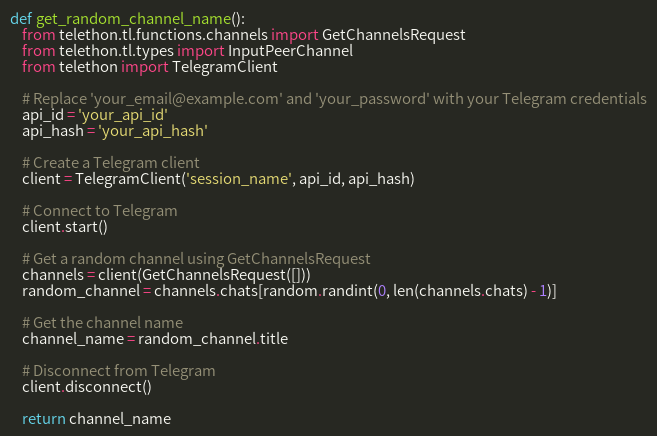 def get_random_channel_name():
from telethon.tl.functions.channels import GetChannelsRequest
from telethon.tl.types import InputPeerChannel
from telethon import TelegramClient
# Replace 'your_email@example.com' and 'your_password' with your Telegram credentials
api_id = 'your_api_id'
api_hash = 'your_api_hash'
# Create a Telegram client
client = TelegramClient('session_name', api_id, api_hash)
# Connect to Telegram
client.start()
# Get a random channel using GetChannelsRequest
channels = client(GetChannelsRequest([]))
random_channel = channels.chats[random.randint(0, len(channels.chats) - 1)]
# Get the channel name
channel_name = random_channel.title
# Disconnect from Telegram
client.disconnect()
return channel_name